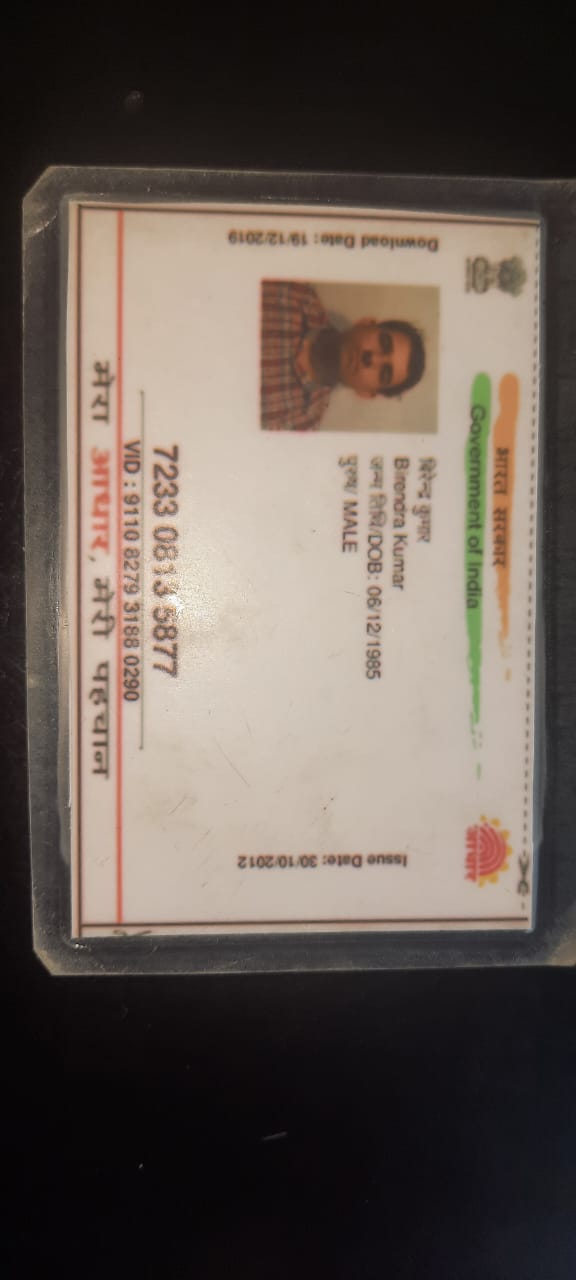 भारत सरकार
Government of India
Download Date: 19/12/2019
बिरेन्द्र कुमार
Birendra Kumar
जन्म तिथि/DOB: 06/12/1985
पुरुष/ MALE
Issue Date: 30/10/2012
7233 0813 5877
VID : 9110 8279 3188 0290
मेरा आधार, मेरी पहचान
आधार